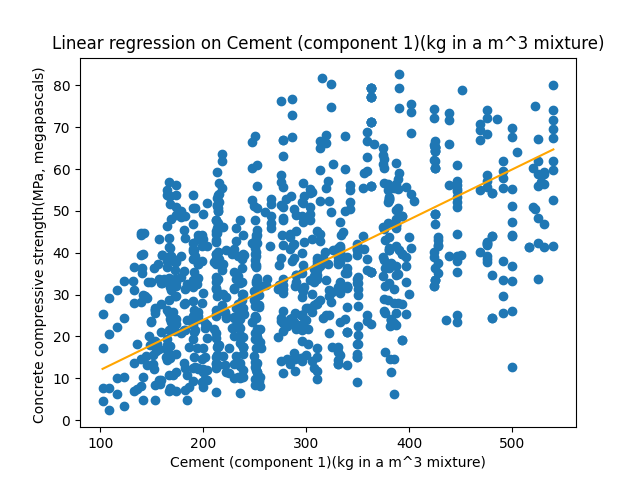 Linear regression on Cement (component 1)(kg in a m^3 mixture)
Concrete compressive strength(MPa, megapascals)
80
70
60
50
40
30
20
10
0
100 200 300 400 500
Cement (component 1)(kg in a m^3 mixture)